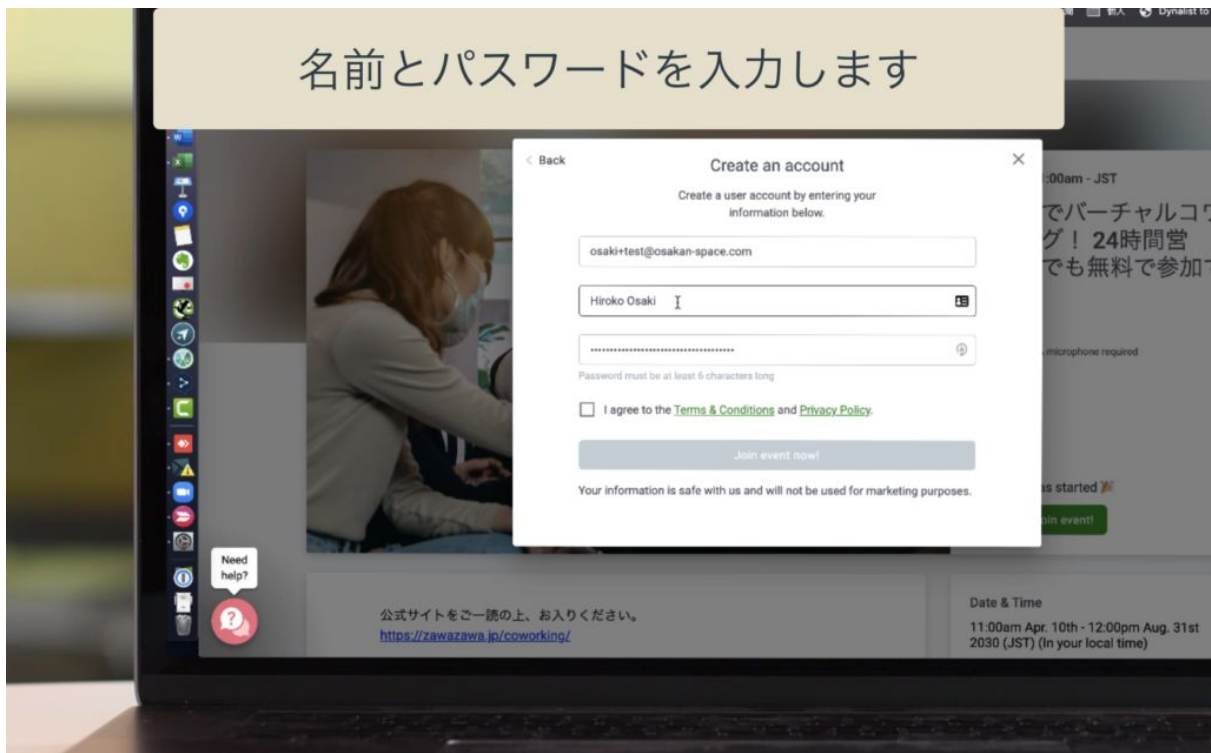 個人 Dynalist to
名前とパスワードを入力します
Back
Create an account
Create a user account by entering your
information below.
osaki+test@osakan-space.com
Hiroko Osaki
Password must be at least 6 characters long
I agree to the Terms & Conditions and Privacy Policy.
Join event now!
Your information is safe with us and will not be used for marketing purposes.
:00am - JST
でバーチャルコワ
グ! 24時間営
でも無料で参加
microphone required
as started
oin event!
Need
help?
公式サイトをご一読の上、お入りください。
https://zawazawa.jp/coworking/
Date & Time
11:00am Apr. 10th - 12:00pm Aug. 31st
2030 (JST) (In your local time)